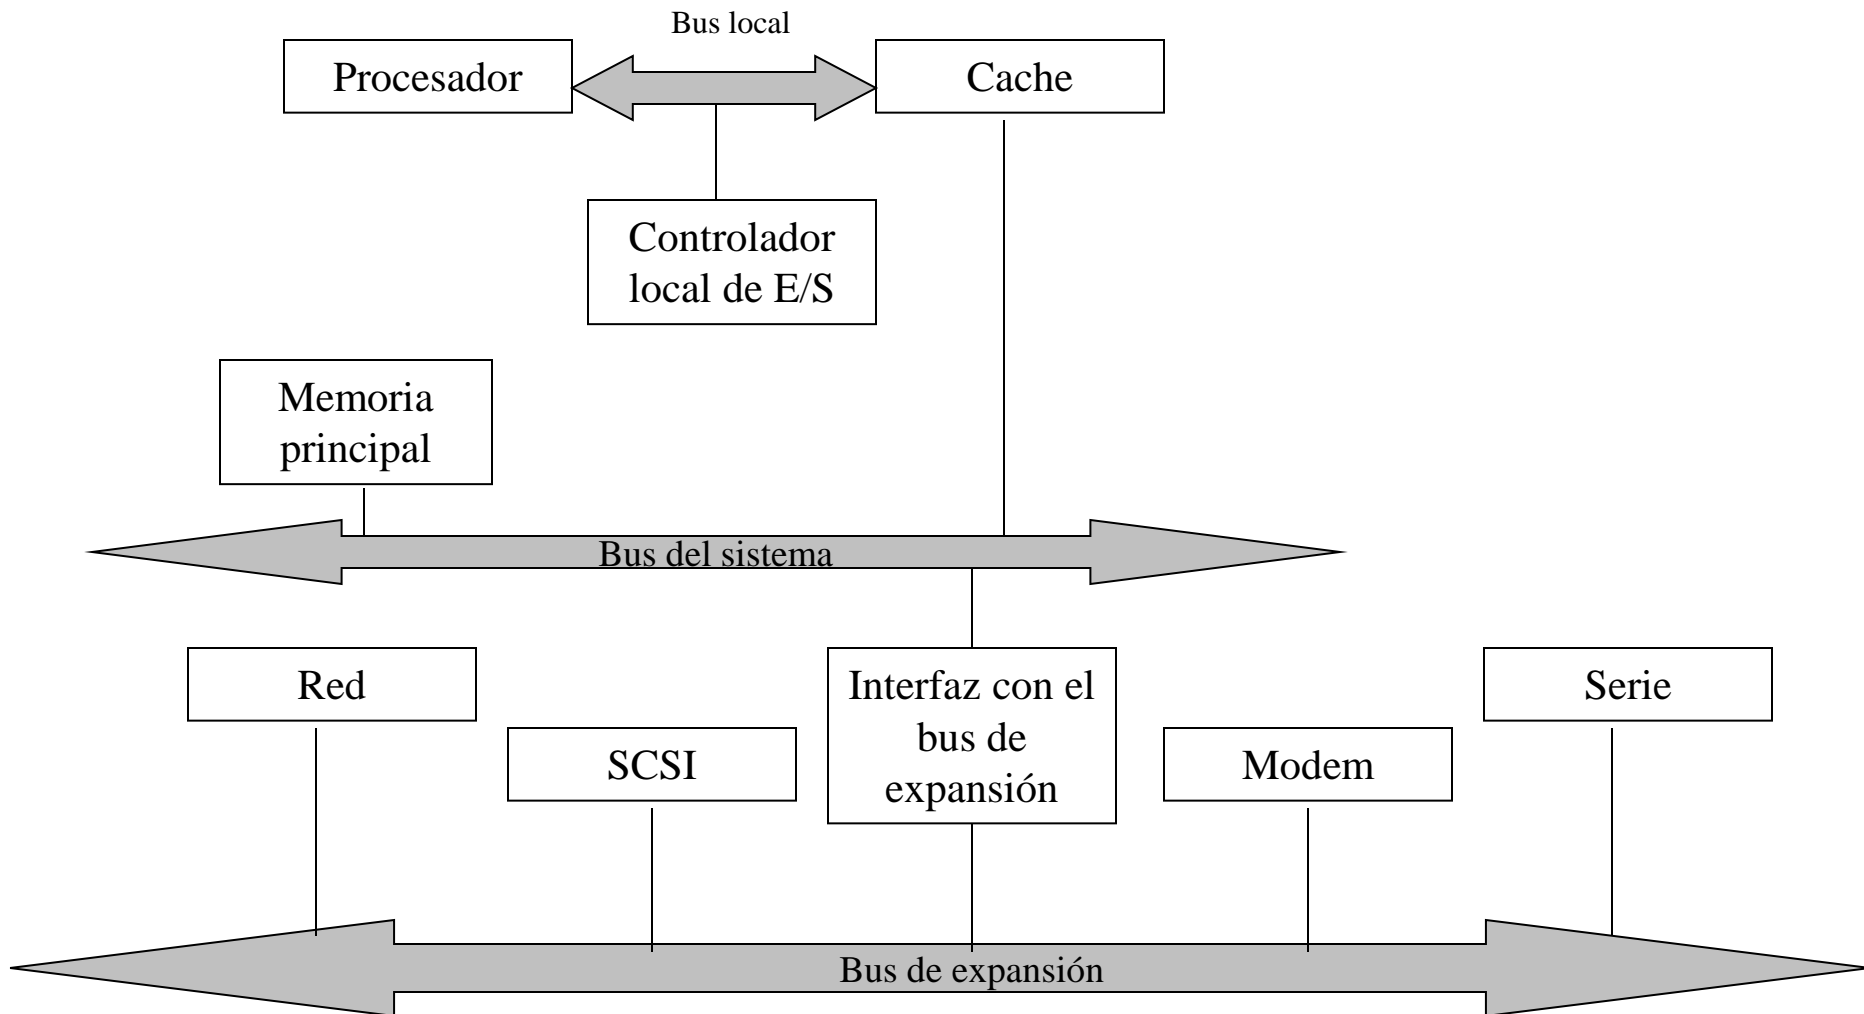 Bus local
Procesador
Cache
Controlador
local de E/S
Memoria
principal
Bus del sistema
Red
SCSI
Interfaz con el
bus de
expansión
Modem
Serie
Bus de expansión